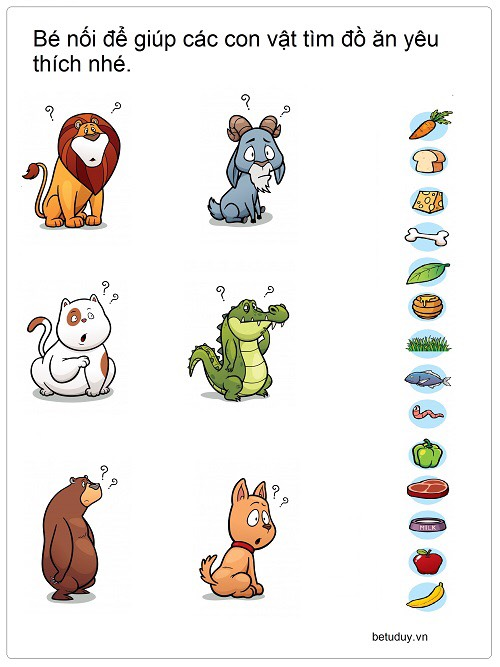 Bé nối để giúp các con vật tìm đồ ăn yêu
thích nhé.
? ?
? ?
? ?
? ?
? ?
? ?
MILK
betuduy.vn